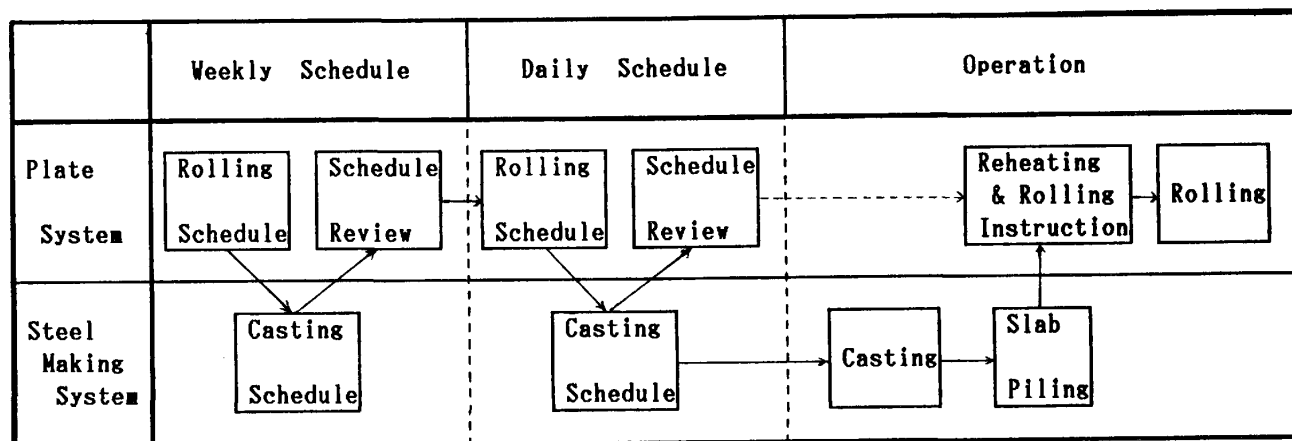 Weekly Schedule
Daily Schedule
Operation
Plate
System
Rolling
Schedule
Schedule
Review
Rolling
Schedule
Schedule
Review
Reheating
& Rolling
Instruction
Rolling
Steel
Making
System
Casting
Schedule
Casting
Schedule
Casting
Slab
Piling